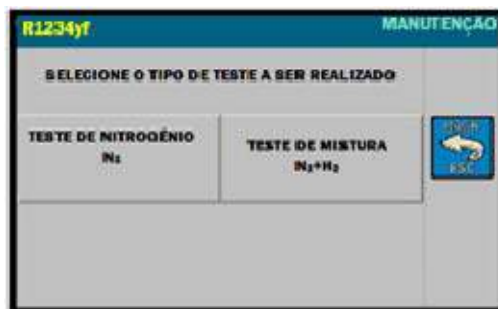 R1234yf
MANUTENÇÃO
SELECIONE O TIPO DE TESTE A SER REALIZADO
TESTE DE NITROGÊNIO
N₂
TESTE DE MISTURA
N₂+H₂
ESC